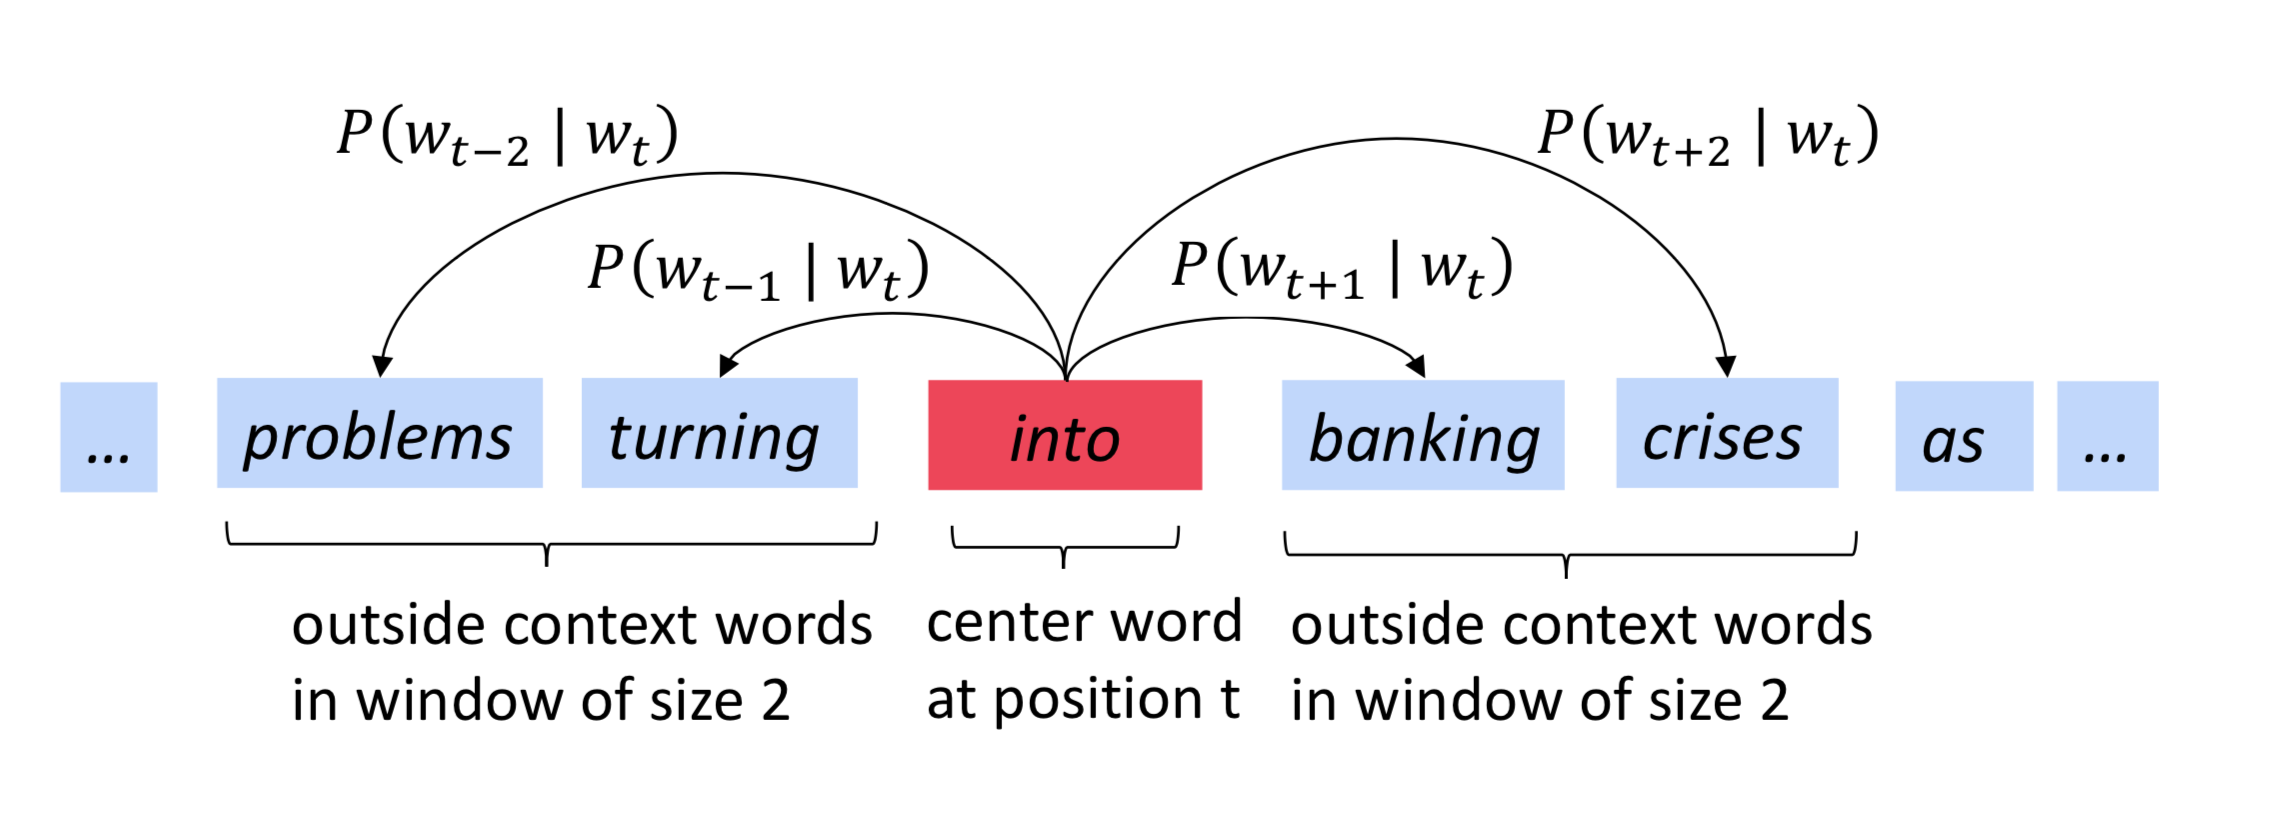 P(w_{t-2} | w_t)
P(w_{t+2} | w_t)
P(w_{t-1} | w_t)
P(w_{t+1} | w_t)
... problems turning into banking crises as ...
outside context words
in window of size 2
center word
at position t
outside context words
in window of size 2